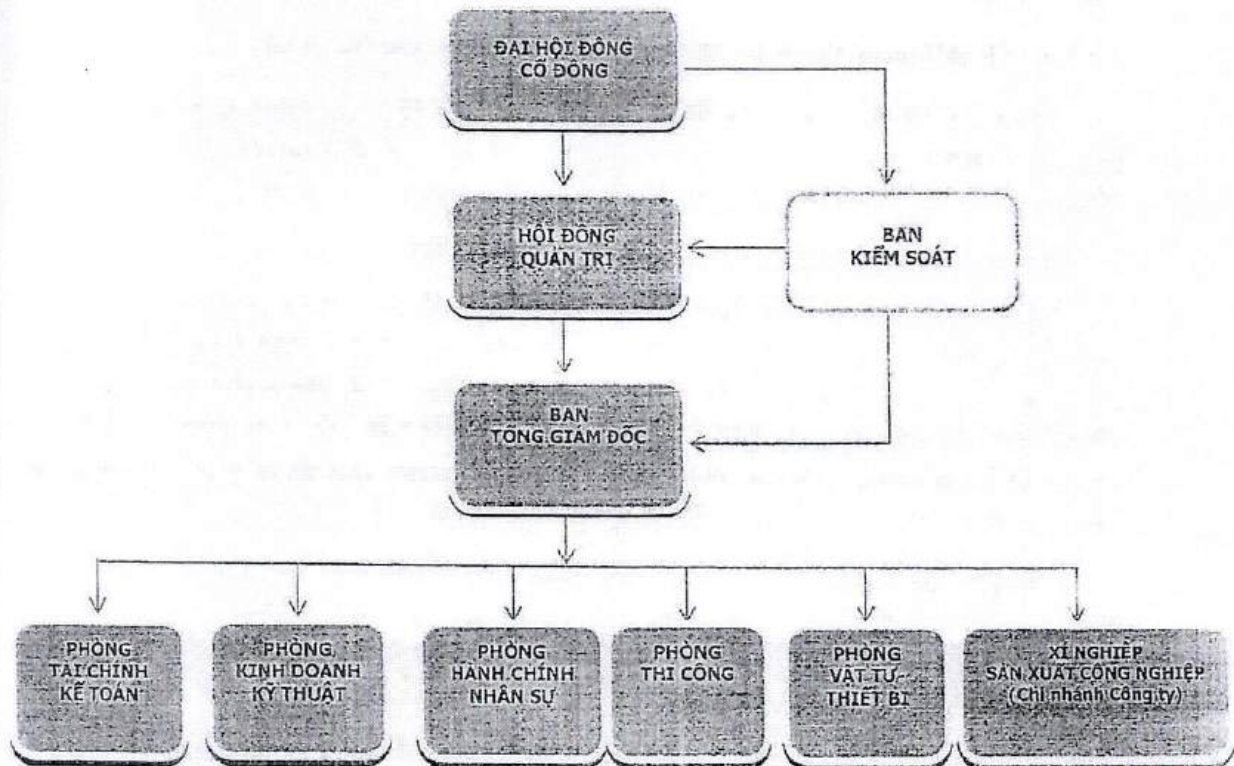 ĐẠI HỘI ĐỒNG
CỔ ĐÔNG
HỘI ĐỒNG
QUẢN TRỊ
BAN
KIỂM SOÁT
BAN
TỔNG GIÁM ĐỐC
PHÒNG
TÀI CHÍNH
KẾ TOÁN
PHÒNG
KINH DOANH
KỸ THUẬT
PHÒNG
HÀNH CHÍNH
NHÂN SỰ
PHÒNG
THI CÔNG
PHÒNG
VẬT TƯ-
THIẾT BỊ
XÍ NGHIỆP
SẢN XUẤT CÔNG NGHIỆP
(Chi nhánh Công ty)